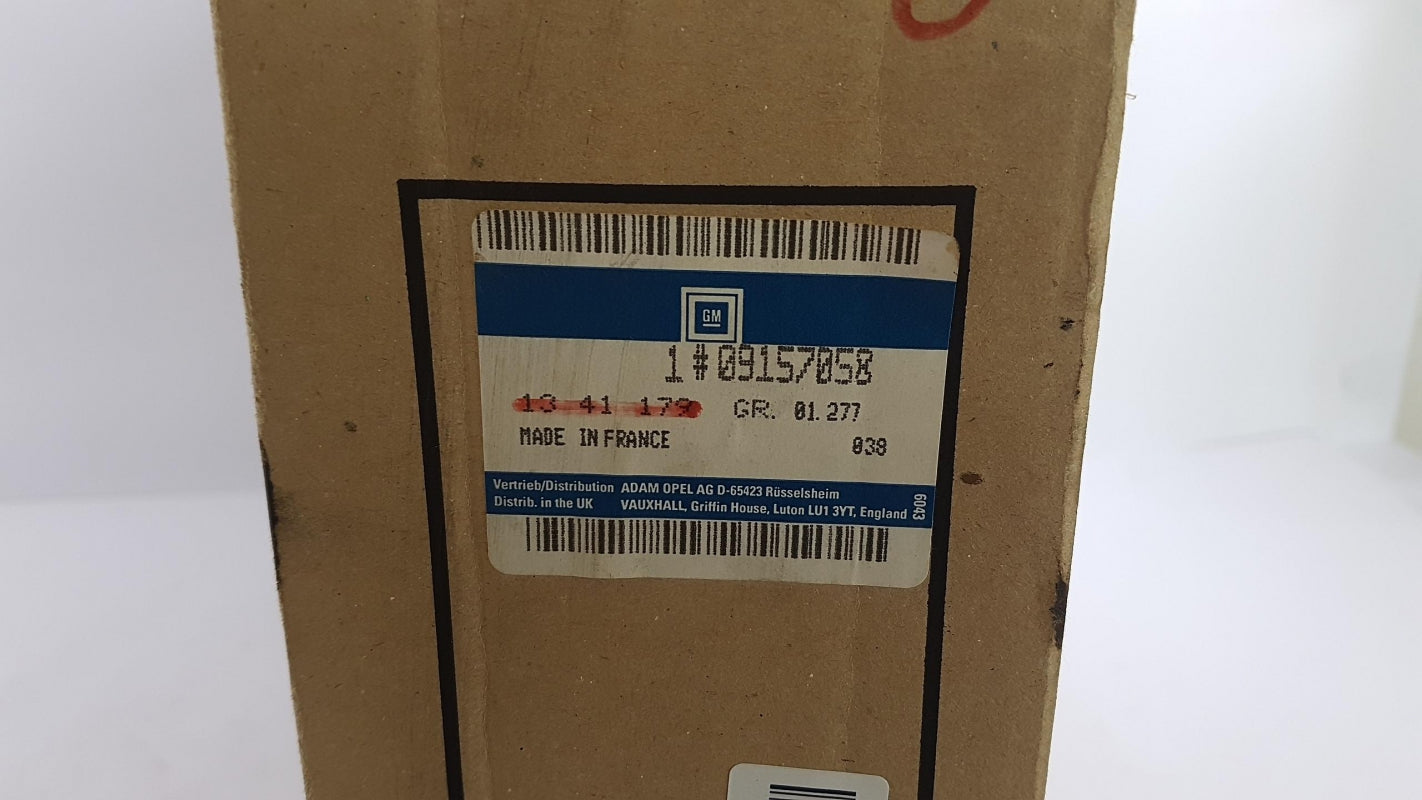 GM
1 # 09157058
13 41 179 GR. 01.277
MADE IN FRANCE 038
Vertrieb/Distribution ADAM OPEL AG D-65423 Rüsselsheim
Distrib. in the UK VAUXHALL, Griffin House, Luton LU1 3YT, England
6043